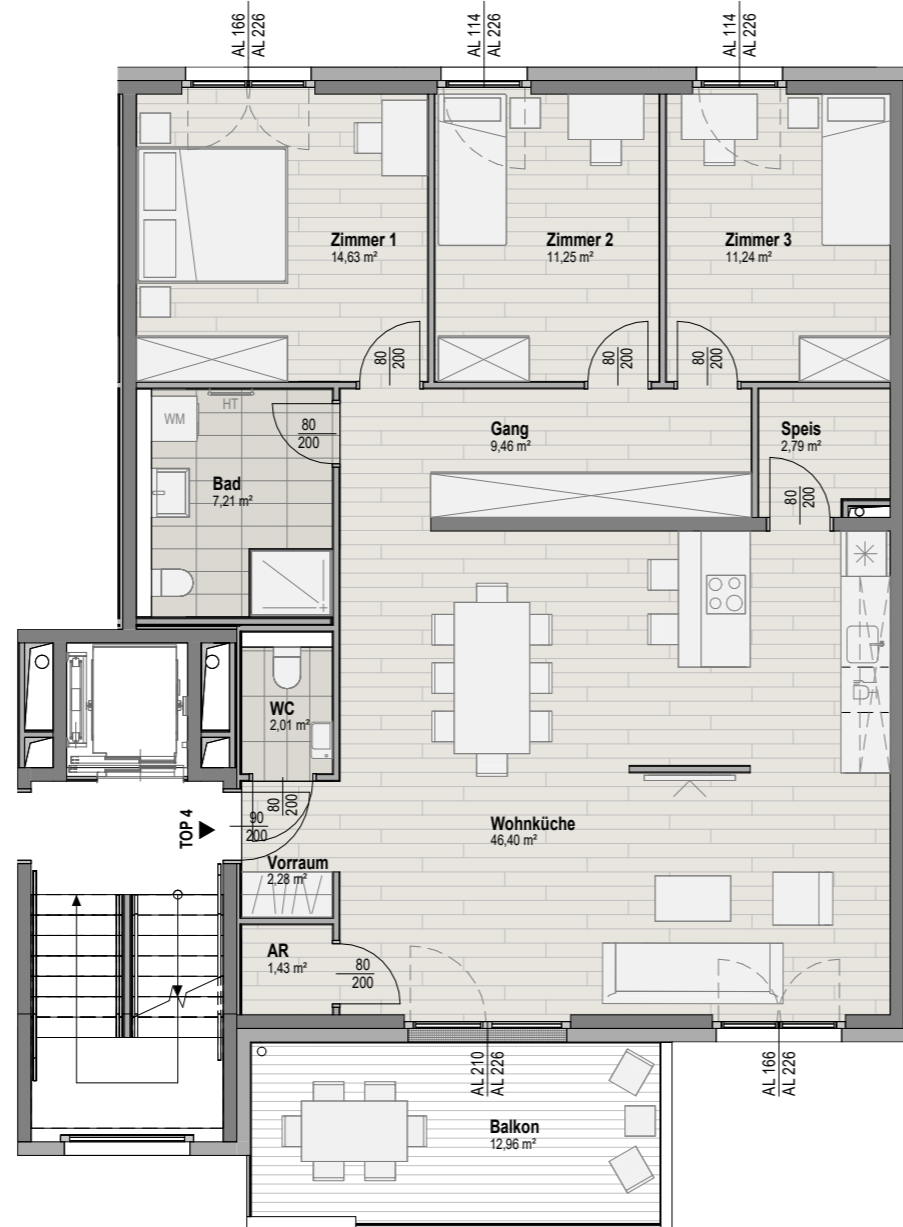 AL 166
AL 226
AL 114
AL 226
AL 114
AL 226
Zimmer 1
14,63 m²
Zimmer 2
11,25 m²
Zimmer 3
11,24 m²
80
200
80
200
80
200
WM
HT
80
200
Bad
7,21 m²
Gang
9,46 m²
Speis
2,79 m²
80
200
WC
2,01 m²
80
200
90
200
TOP 4
Vorraum
2,28 m²
Wohnküche
46,40 m²
AR
1,43 m²
80
200
AL 210
AL 226
AL 166
AL 226
Balkon
12,96 m²